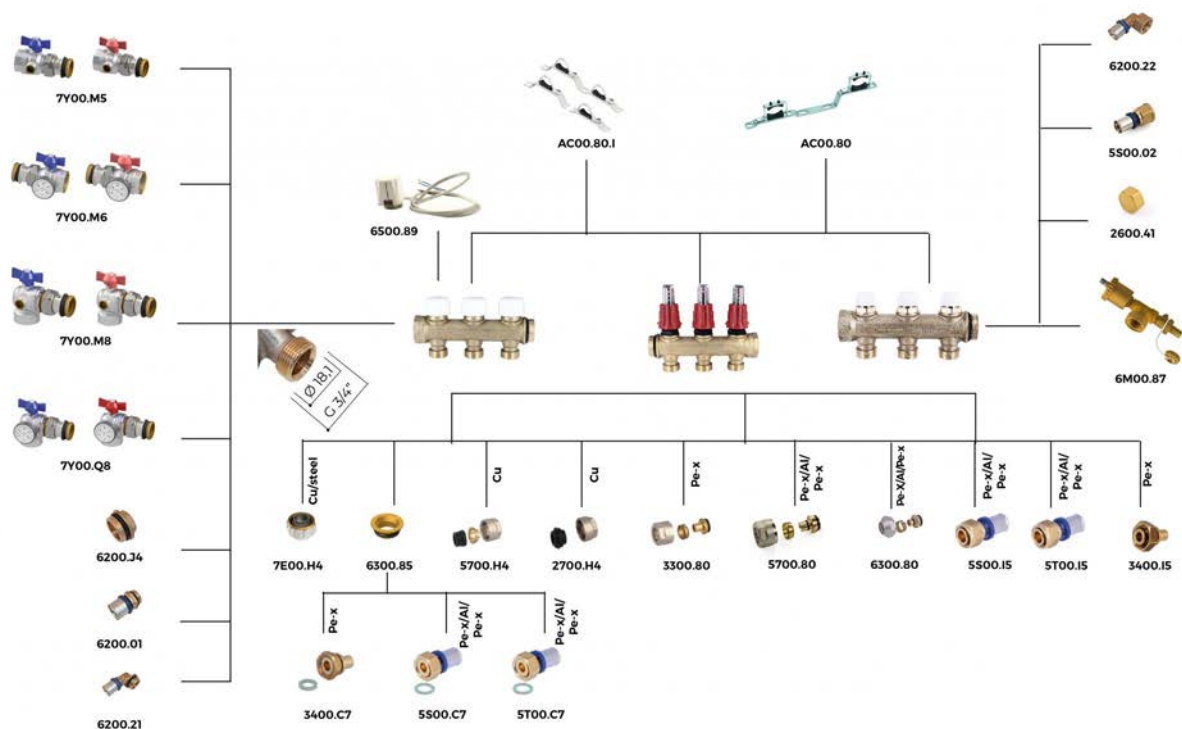 7Y00.M5
7Y00.M6
7Y00.M8
7Y00.Q8
6200.J4
6200.01
6200.21
AC00.80.I
AC00.80
6500.89
6200.22
5S00.02
2600.41
6M00.87
Ø 18,1
G 3/4"
Cu/steel
Cu
Cu
Pe-x
Pe-x/Al/
Pe-x
Pe-x/Al/Pe-x
Pe-x/Al/
Pe-x
Pe-x/Al/
Pe-x
Pe-x
7E00.H4
6300.85
5700.H4
2700.H4
3300.80
5700.80
6300.80
5S00.I5
5T00.I5
3400.I5
Pe-x
Pe-x/Al/
Pe-x
Pe-x/Al/
Pe-x
3400.C7
5S00.C7
5T00.C7